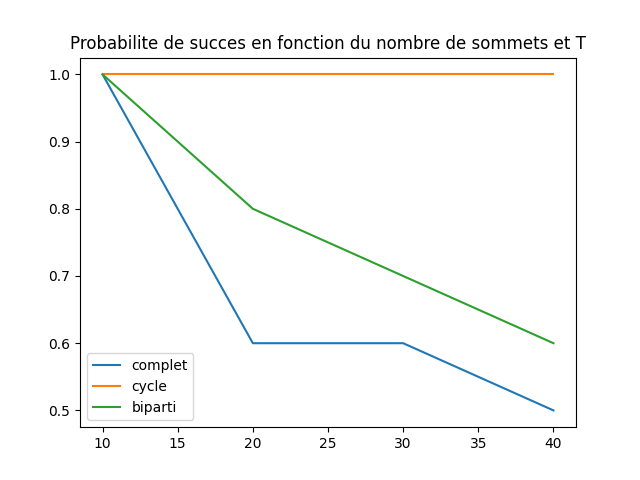 Probabilite de succes en fonction du nombre de sommets et T
1.0
0.9
0.8
0.7
0.6
0.5
complet
cycle
biparti
10 15 20 25 30 35 40